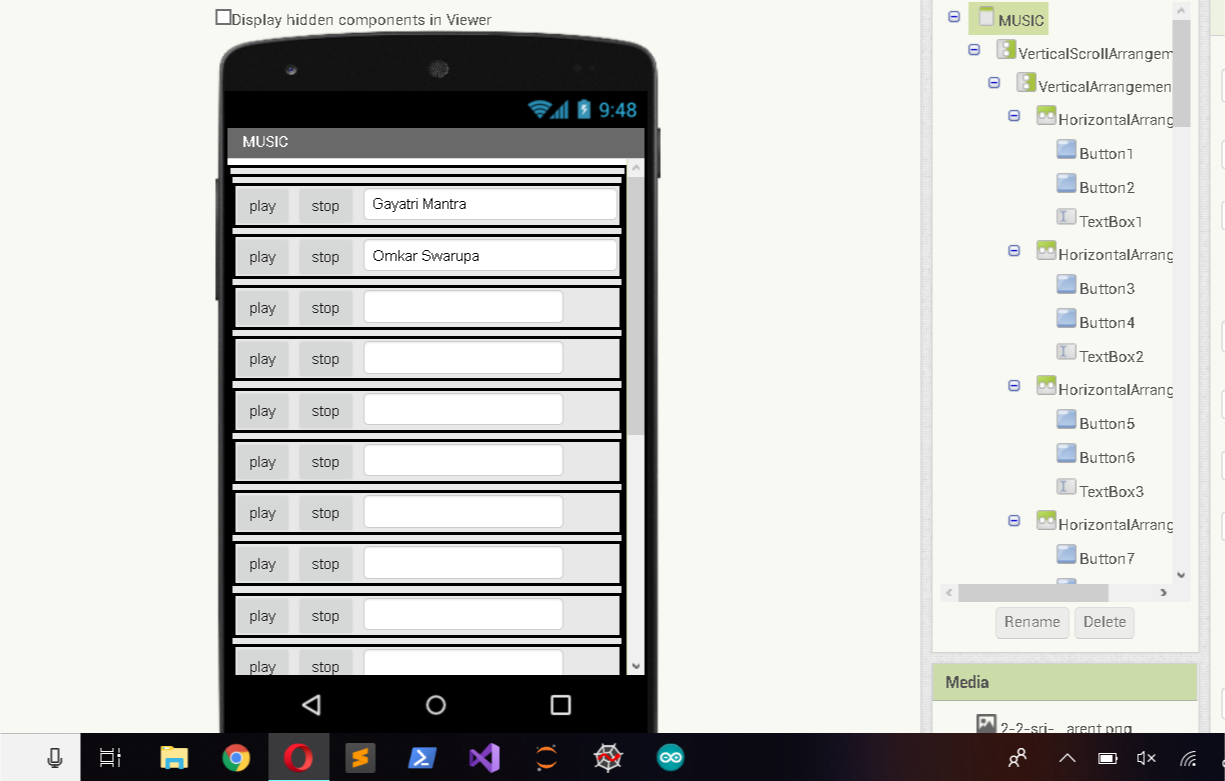 Display hidden components in Viewer
9:48
MUSIC
play stop Gayatri Mantra
play stop Omkar Swarupa
play stop
play stop
play stop
play stop
play stop
play stop
play stop
play stop
MUSIC
VerticalScrollArrangem
VerticalArrangemen
HorizontalArrang
Button1
Button2
TextBox1
HorizontalArrang
Button3
Button4
TextBox2
HorizontalArrang
Button5
Button6
TextBox3
HorizontalArrang
Button7
Rename Delete
Media
2-2-sri-_arent.png